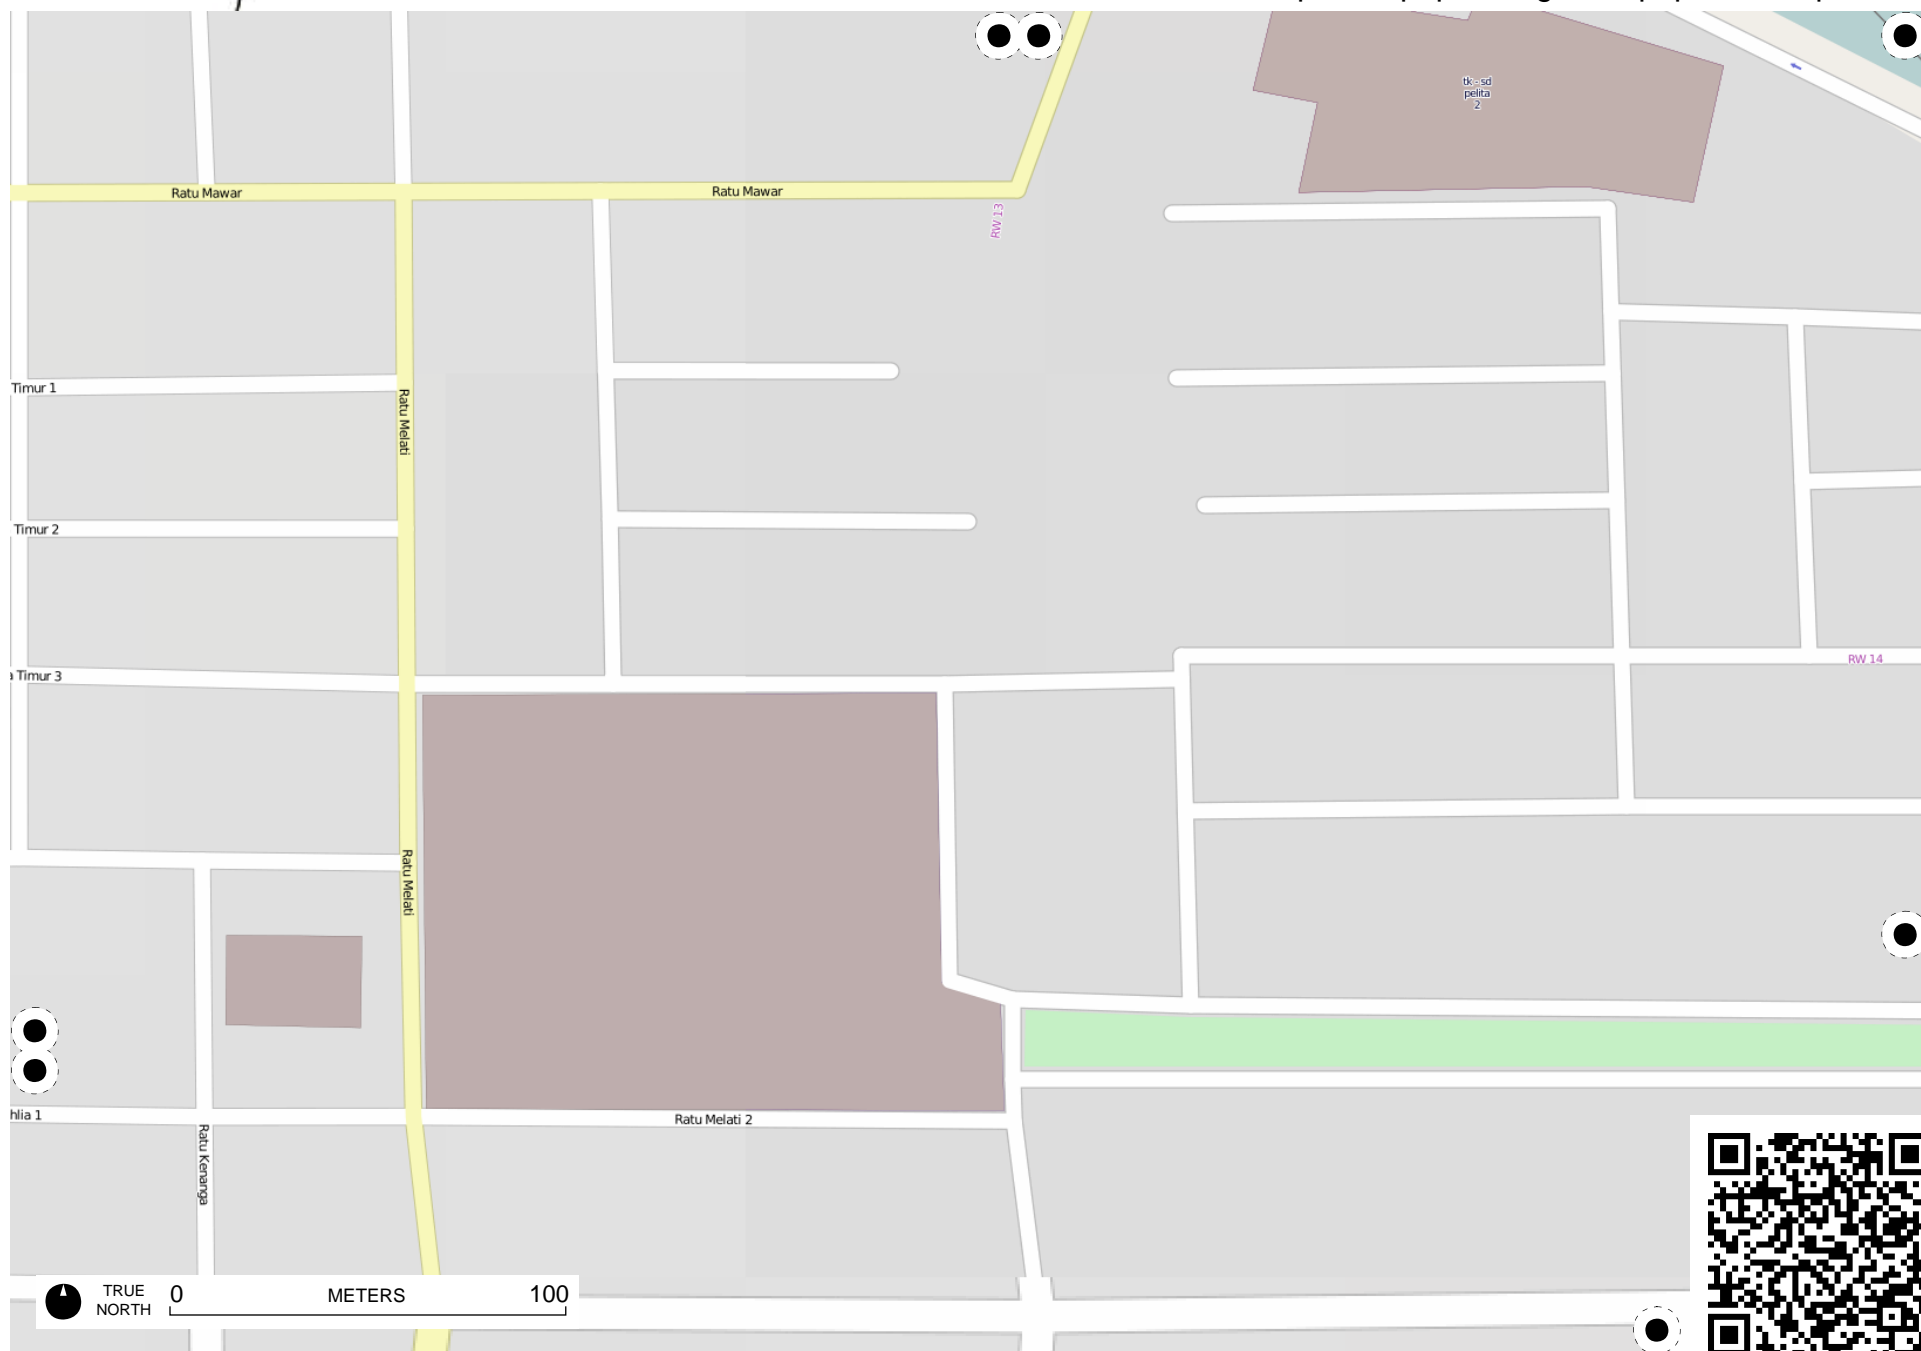 tk - sd
pelita
2
Ratu Mawar
Ratu Mawar
RW 13
Timur 1
Ratu Melati
Timur 2
RW 14
Timur 3
Ratu Melati
hlia 1
Ratu Melati 2
Ratu Kenanga
TRUE
NORTH
0
METERS
100